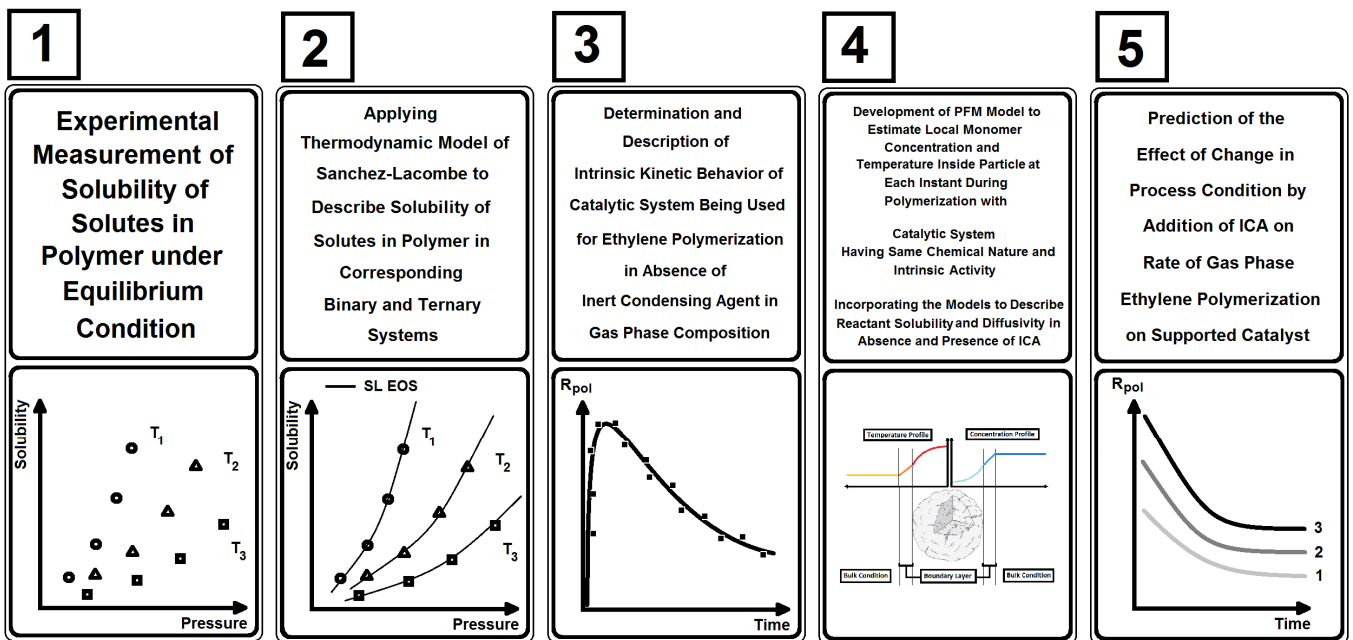 1
Experimental
Measurement of
Solubility of
Solutes in
Polymer under
Equilibrium
Condition
Solubility
T1
T2
T3
Pressure
2
Applying
Thermodynamic Model of
Sanchez-Lacombe to
Describe Solubility of
Solutes in Polymer in
Corresponding
Binary and Ternary
Systems
SL EOS
Solubility
T1
T2
T3
Pressure
3
Determination and
Description of
Intrinsic Kinetic Behavior of
Catalytic System Being Used
for Ethylene Polymerization
in Absence of
Inert Condensing Agent in
Gas Phase Composition
Rpol
Time
4
Development of PFM Model to
Estimate Local Monomer
Concentration and
Temperature Inside Particle at
Each Instant During
Polymerization with
Catalytic System
Having Same Chemical Nature and
Intrinsic Activity
Incorporating the Models to Describe
Reactant Solubility and Diffusivity in
Absence and Presence of ICA
Temperature Profile
Concentration Profile
Bulk Condition
Boundary Layer
Bulk Condition
5
Prediction of the
Effect of Change in
Process Condition by
Addition of ICA on
Rate of Gas Phase
Ethylene Polymerization
on Supported Catalyst
Rpol
3
2
1
Time